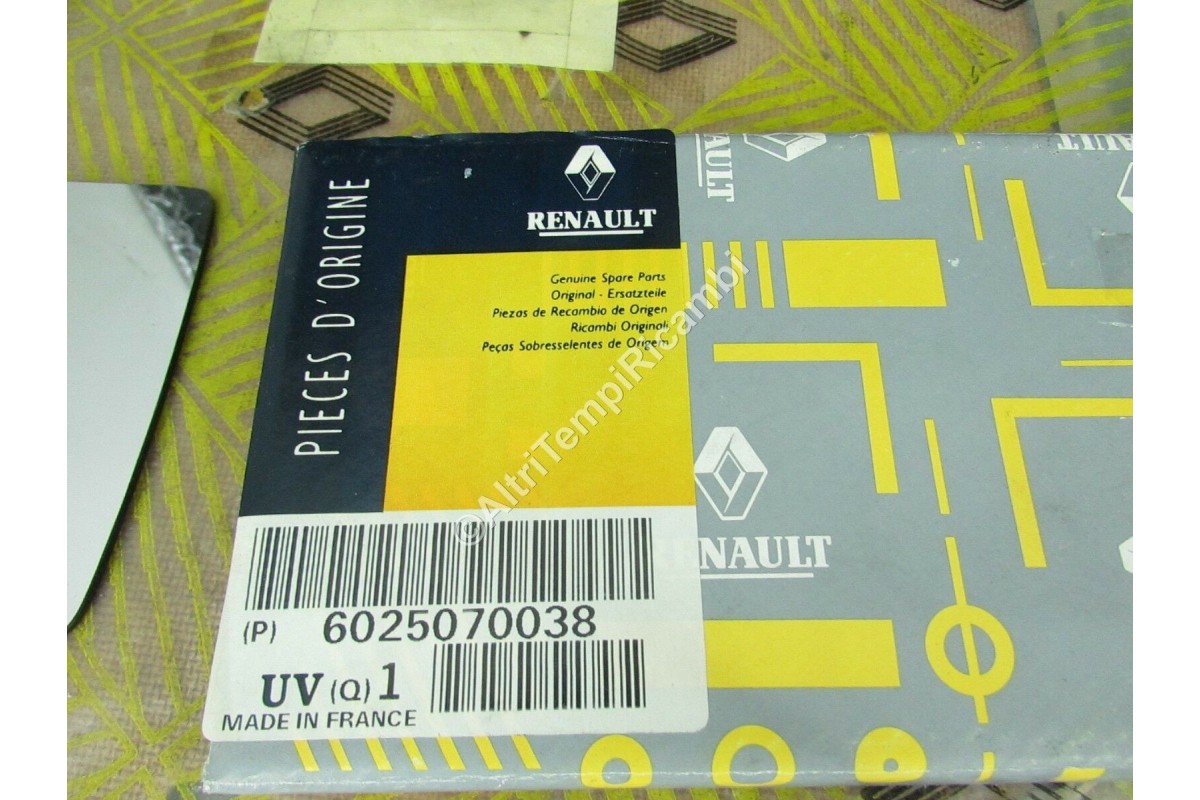 PIECES D'ORIGINE
RENAULT
Genuine Spare Parts
Original - Ersatzteile
Piezas de Recambio de Origen
Ricambi Originali
Peças Sobresselentes de Origem
©AltriTempiRicambi
(P) 6025070038
UV (Q) 1
MADE IN FRANCE
AULT
RENAULT